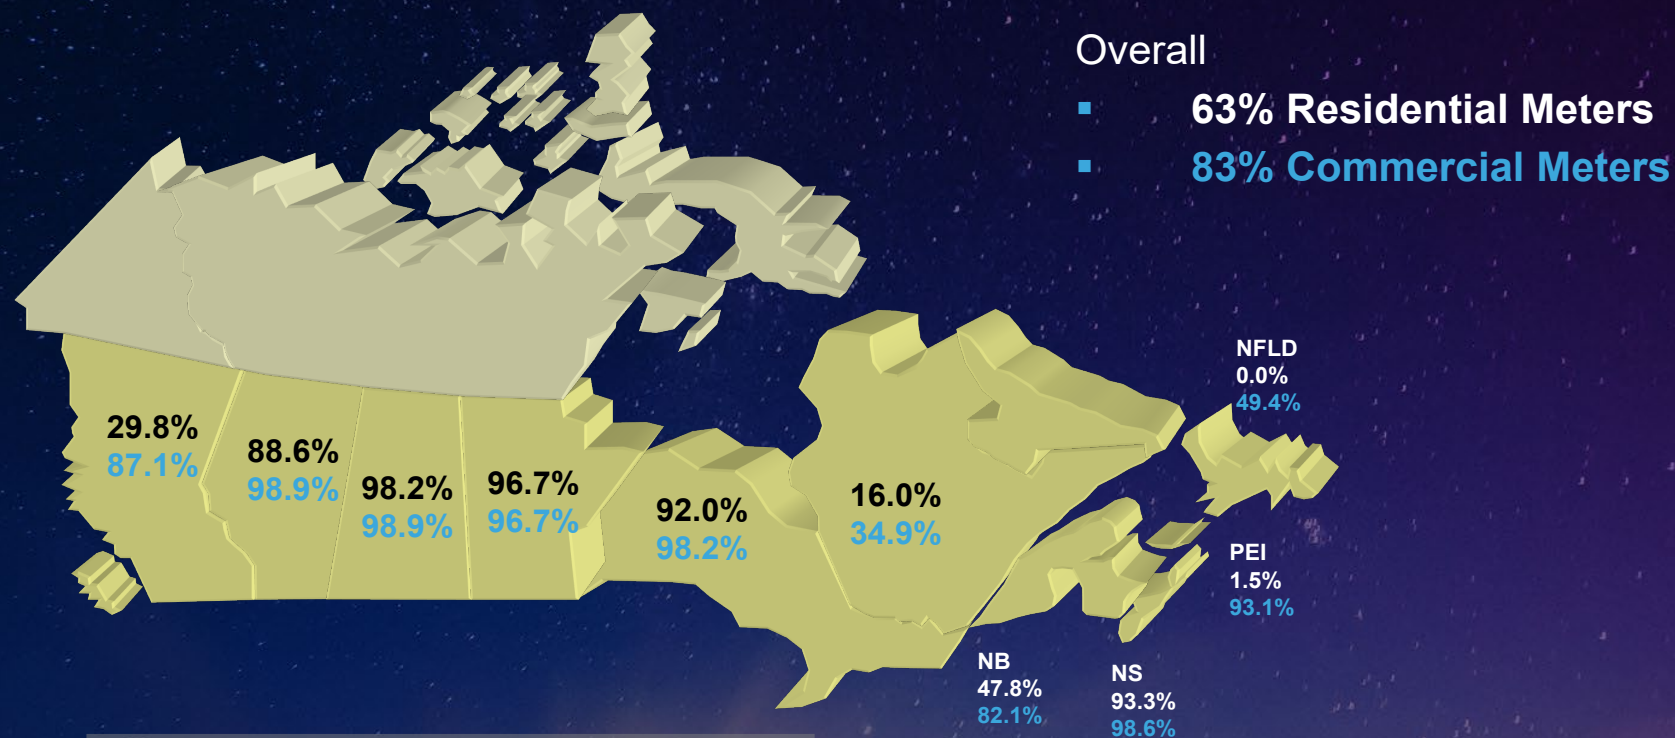 Overall
▪ 63% Residential Meters
▪ 83% Commercial Meters
NFLD
0.0%
49.4%
29.8%
87.1%
88.6%
98.9%
98.2%
98.9%
96.7%
96.7%
92.0%
98.2%
16.0%
34.9%
PEI
1.5%
93.1%
NB
47.8%
82.1%
NS
93.3%
98.6%